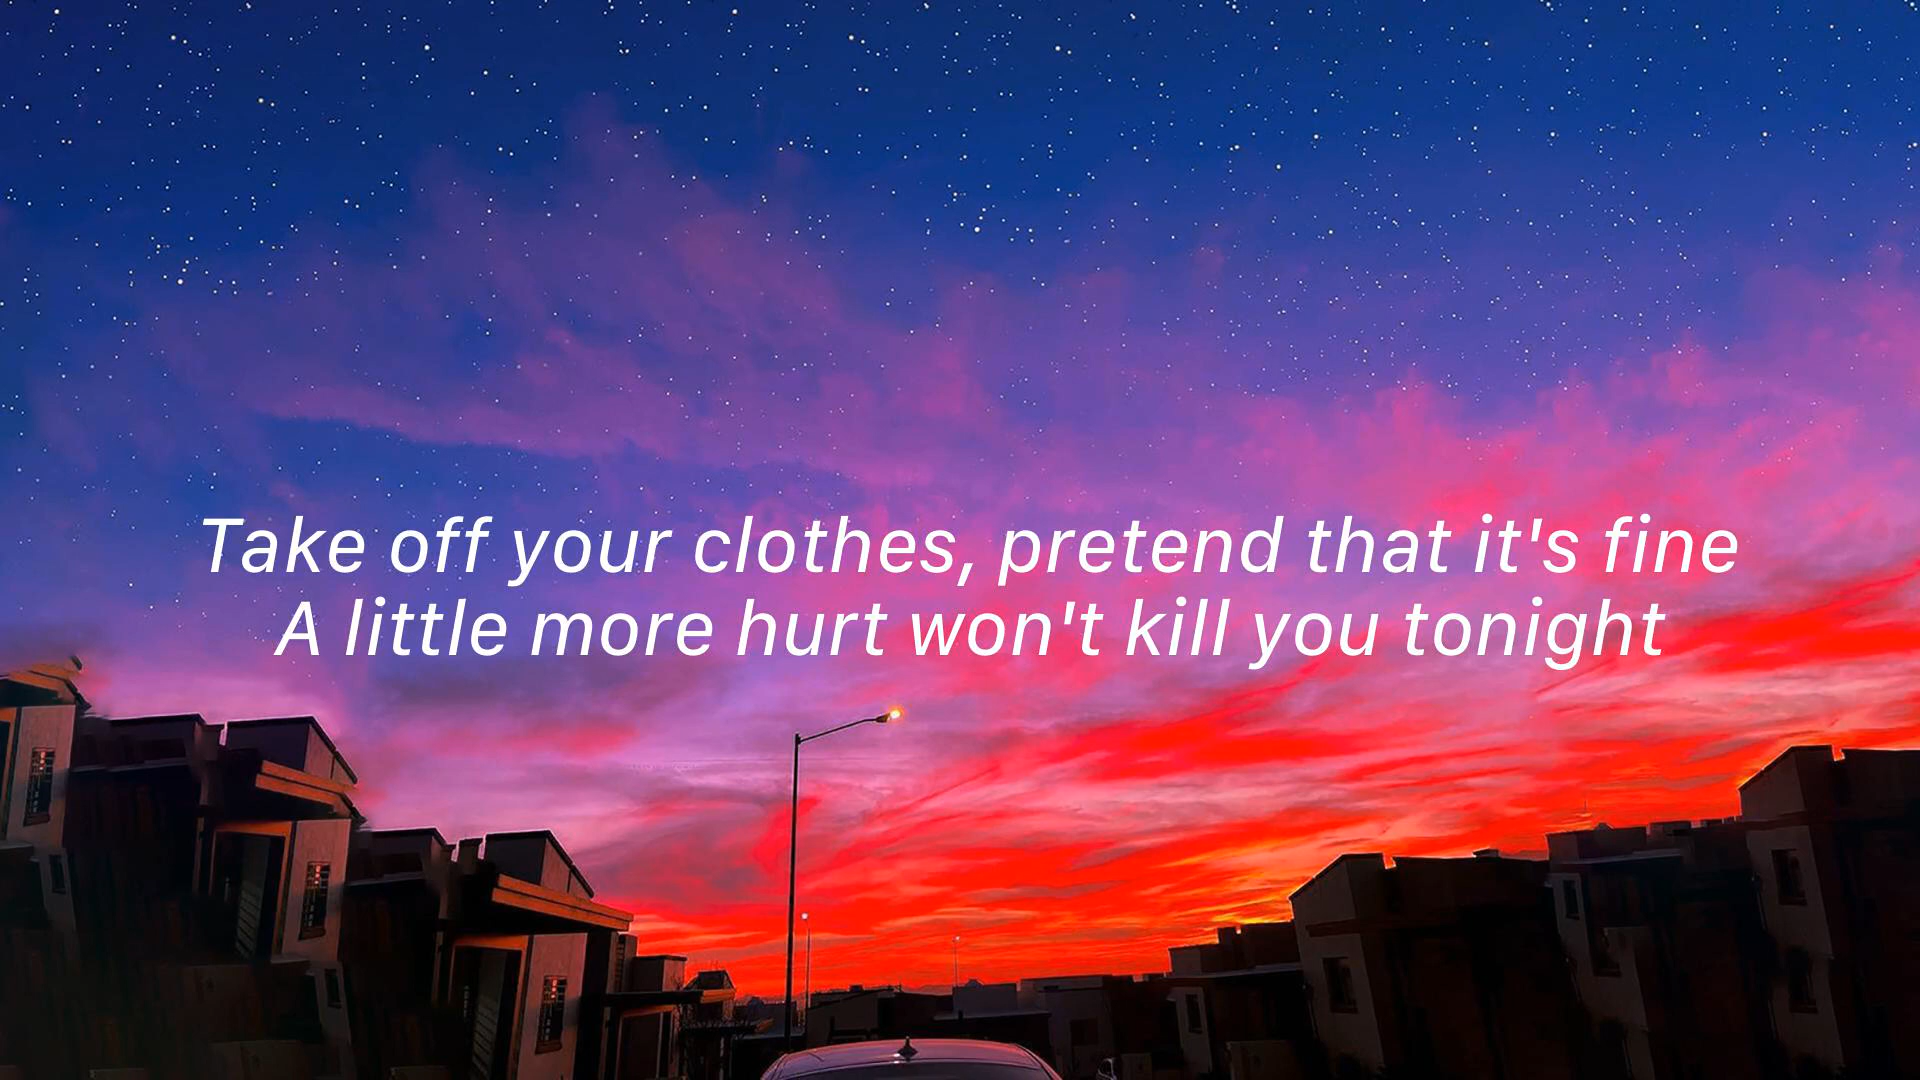 Take off your clothes, pretend that it's fine
A little more hurt won't kill you tonight